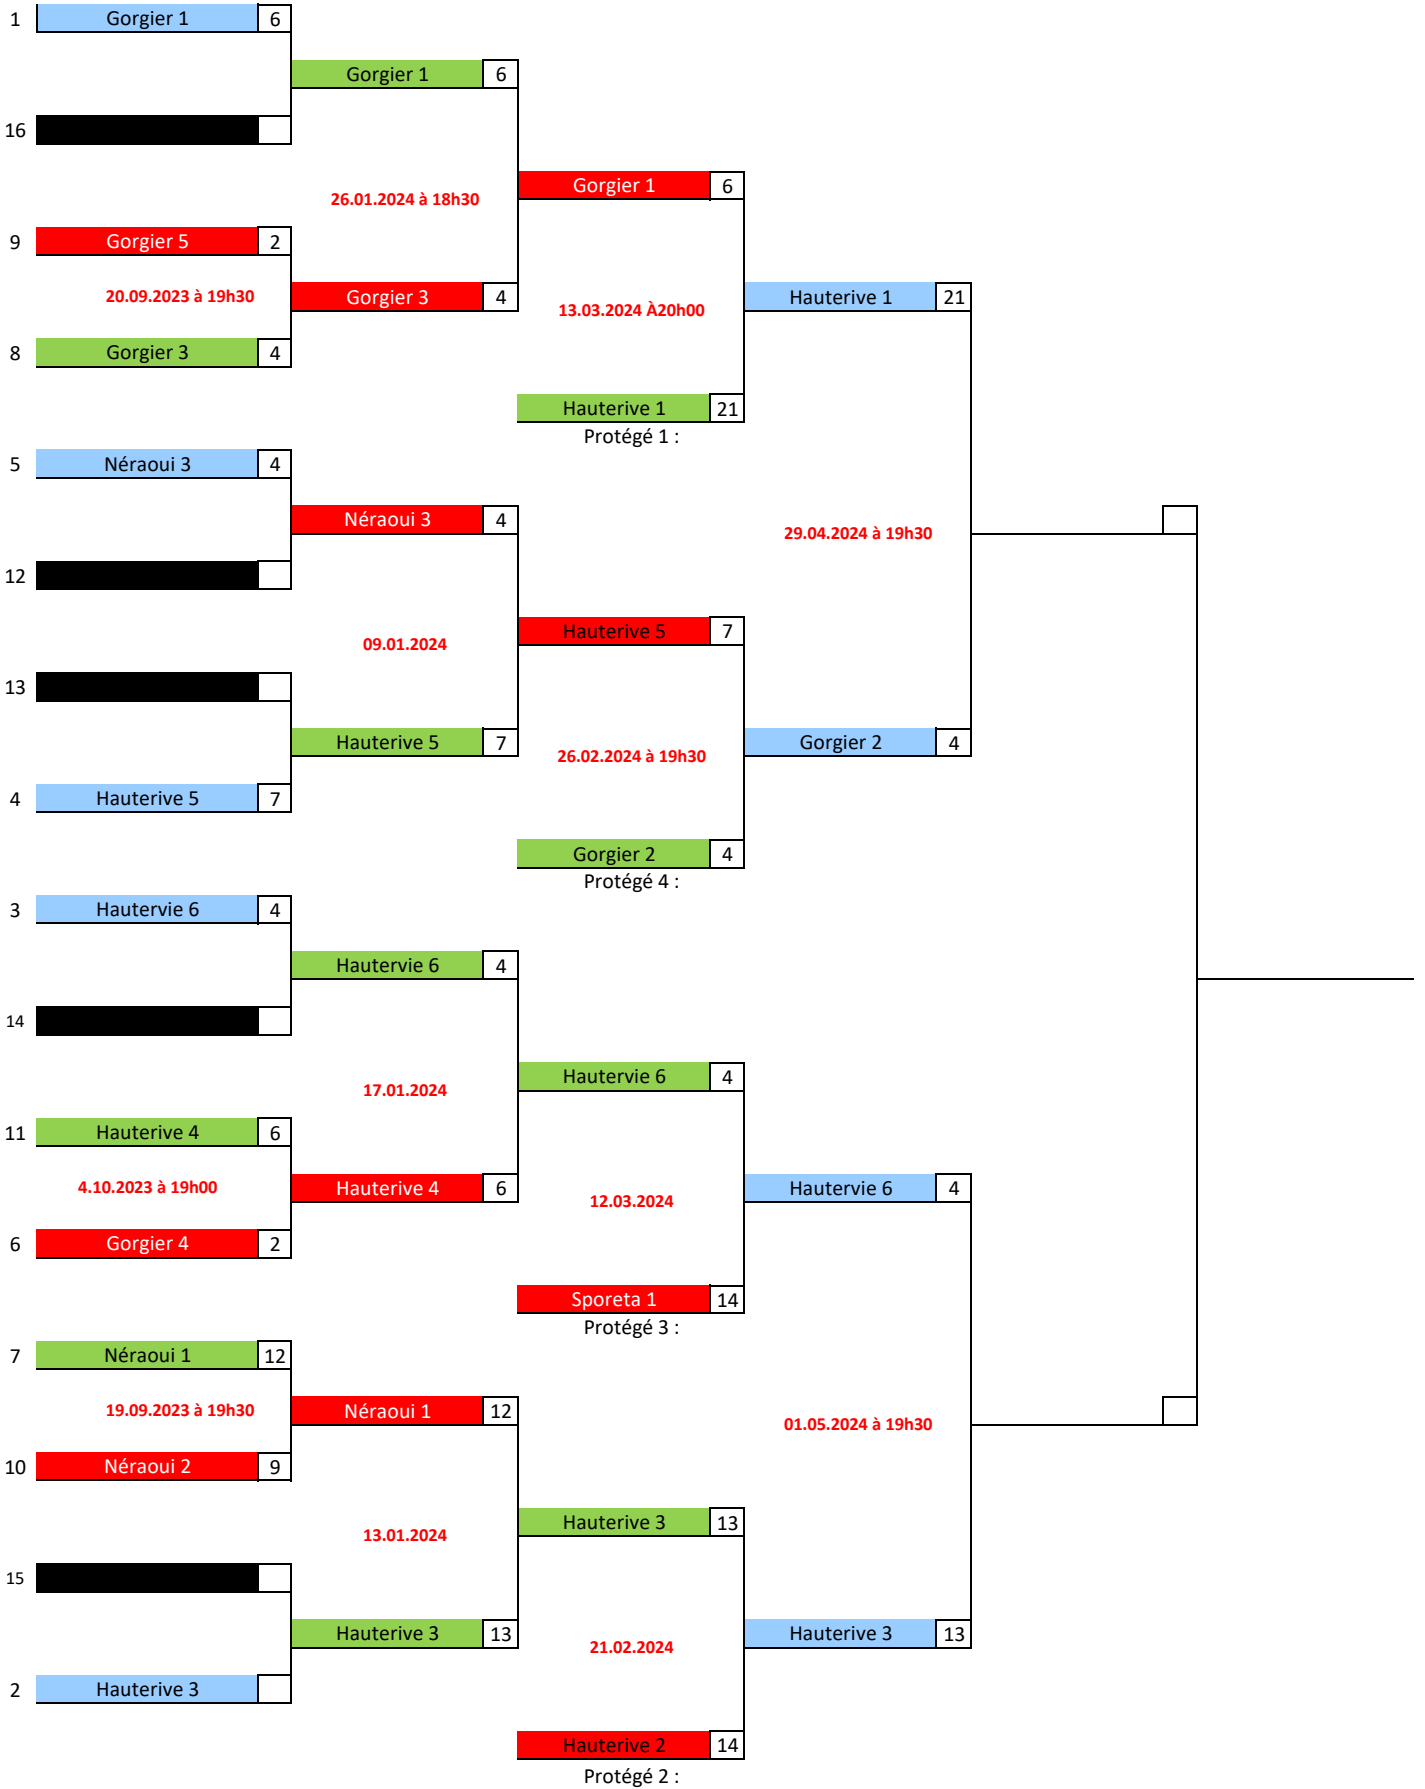 1 Gorgier 1 6
Gorgier 1 6
16
26.01.2024 à 18h30
Gorgier 1 6
9 Gorgier 5 2
20.09.2023 à 19h30
Gorgier 3 4
Hauterive 1 21
13.03.2024 À20h00
8 Gorgier 3 4
Hauterive 1 21
Protégé 1 :
5 Néraoui 3 4
Néraoui 3 4
29.04.2024 à 19h30
12
09.01.2024
Hauterive 5 7
13
Hauterive 5 7
26.02.2024 à 19h30
Gorgier 2 4
4 Hauterive 5 7
Gorgier 2 4
Protégé 4 :
3 Hautervie 6 4
Hautervie 6 4
14
17.01.2024
Hautervie 6 4
11 Hauterive 4 6
4.10.2023 à 19h00
Hauterive 4 6
12.03.2024
Hautervie 6 4
6 Gorgier 4 2
Sporeta 1 14
Protégé 3 :
7 Néraoui 1 12
19.09.2023 à 19h30
Néraoui 1 12
01.05.2024 à 19h30
10 Néraoui 2 9
13.01.2024
Hauterive 3 13
15
Hauterive 3 13
21.02.2024
Hauterive 3 13
2 Hauterive 3
Hauterive 2 14
Protégé 2 :